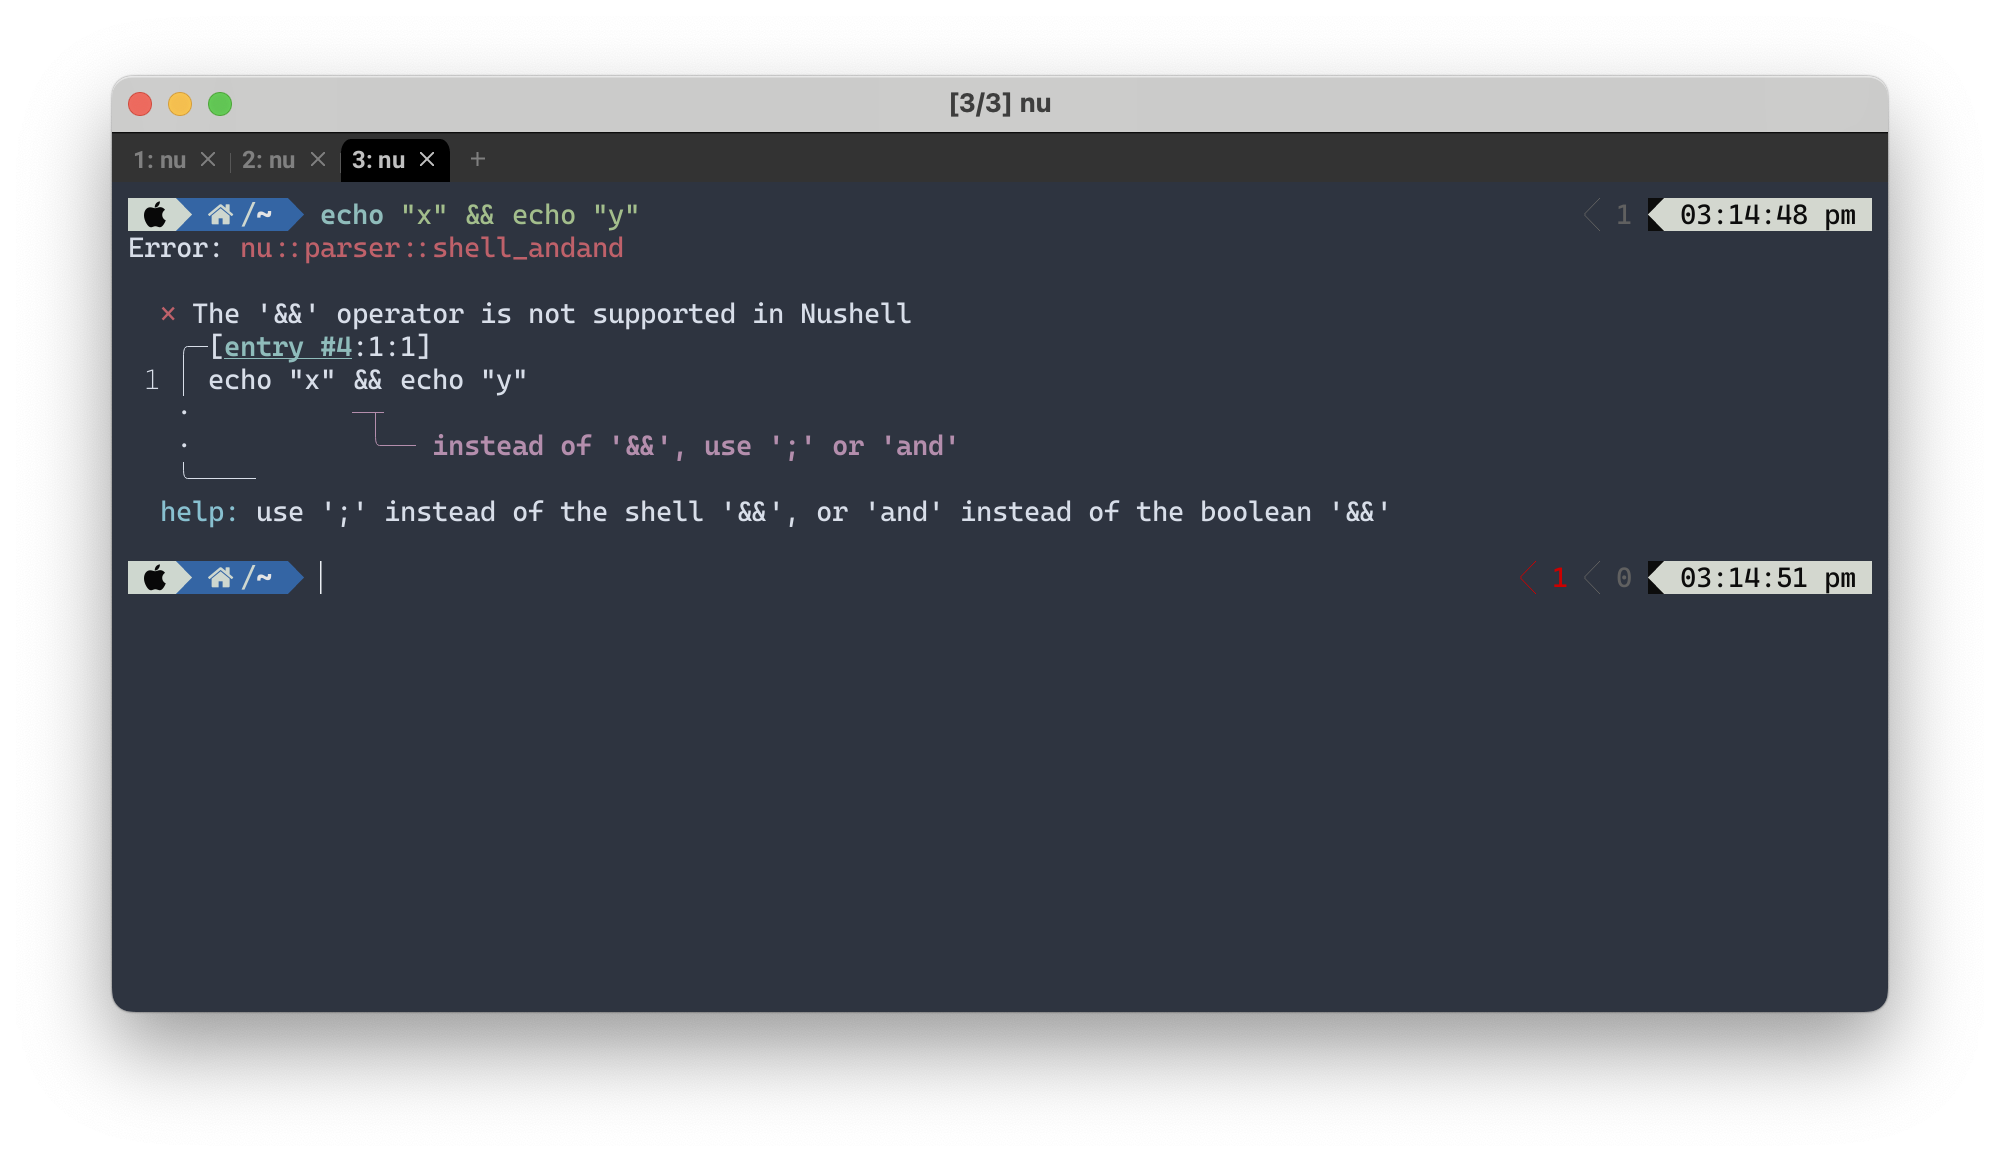 [3/3] nu
1: nu × 2: nu × 3: nu × +
/~ echo "x" && echo "y" 1 03:14:48 pm
Error: nu::parser::shell_andand
× The '&&' operator is not supported in Nushell
[entry #4:1:1]
1 echo "x" && echo "y"
instead of '&&', use ';' or 'and'
help: use ';' instead of the shell '&&', or 'and' instead of the boolean '&&'
/~ 1 0 03:14:51 pm